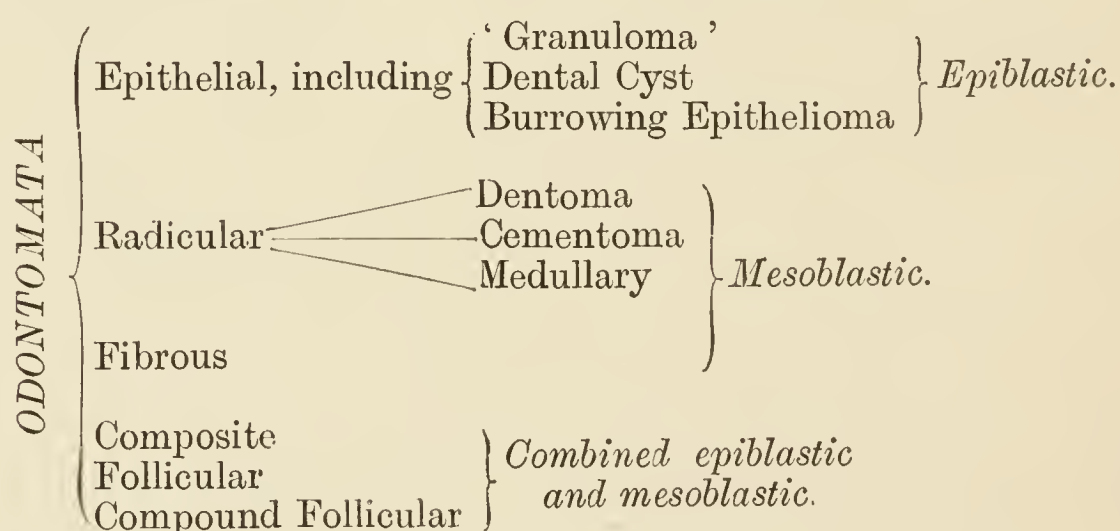 ODONTOMATA
‘ Granuloma ’
Epithelial, including Dental Cyst Epiblastic.
Burrowing Epithelioma
Dentoma
Radicular Cementoma
Medullary Mesoblastic.
Fibrous
Composite Combined epiblastic
Follicular and mesoblastic.
Compound Follicular